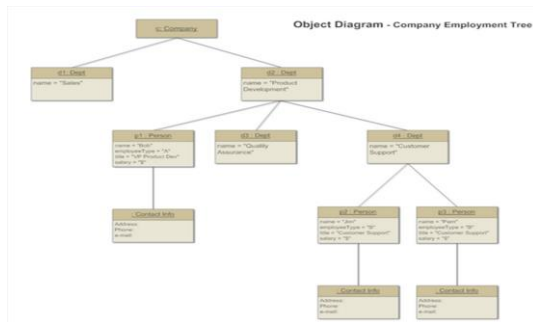 Object Diagram - Company Employment Tree
c: Company
d1: Dept
name = "Sales"
d2 : Dept
name = "Product
Development"
p1 : Person
name = "Bob"
employeeType = "A"
title = "VP Product Dev"
salary = "$"
d3 : Dept
name = "Quality
Assurance"
d4 : Dept
name = "Customer
Support"
: Contact Info
Address:
Phone:
e-mail:
p2 : Person
name = "Jim"
employeeType = "B"
title = "Customer Support"
salary =
p3 : Person
name = "Pam"
employeeType = "B"
title = "Customer Support"
salary =
: Contact Info
Address:
Phone:
e-mail:
: Contact Info
Address:
Phone:
e-mail: